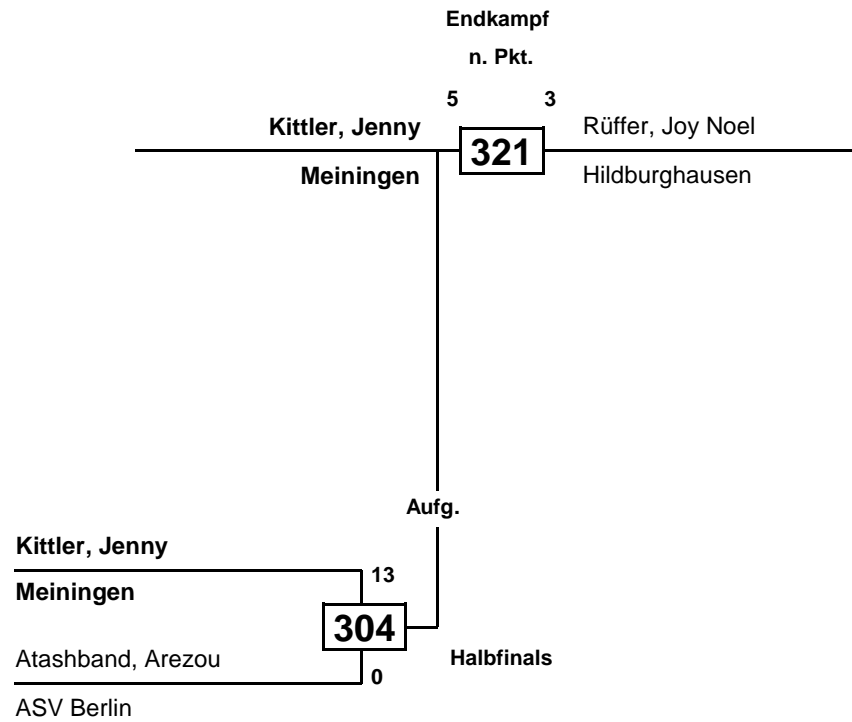 Endkampf
n. Pkt.
5 3
Kittler, Jenny 321 Rüffer, Joy Noel
Meiningen Hildburghausen
Aufg.
Kittler, Jenny
13
Meiningen
304
Atashband, Arezou Halbfinals
0
ASV Berlin